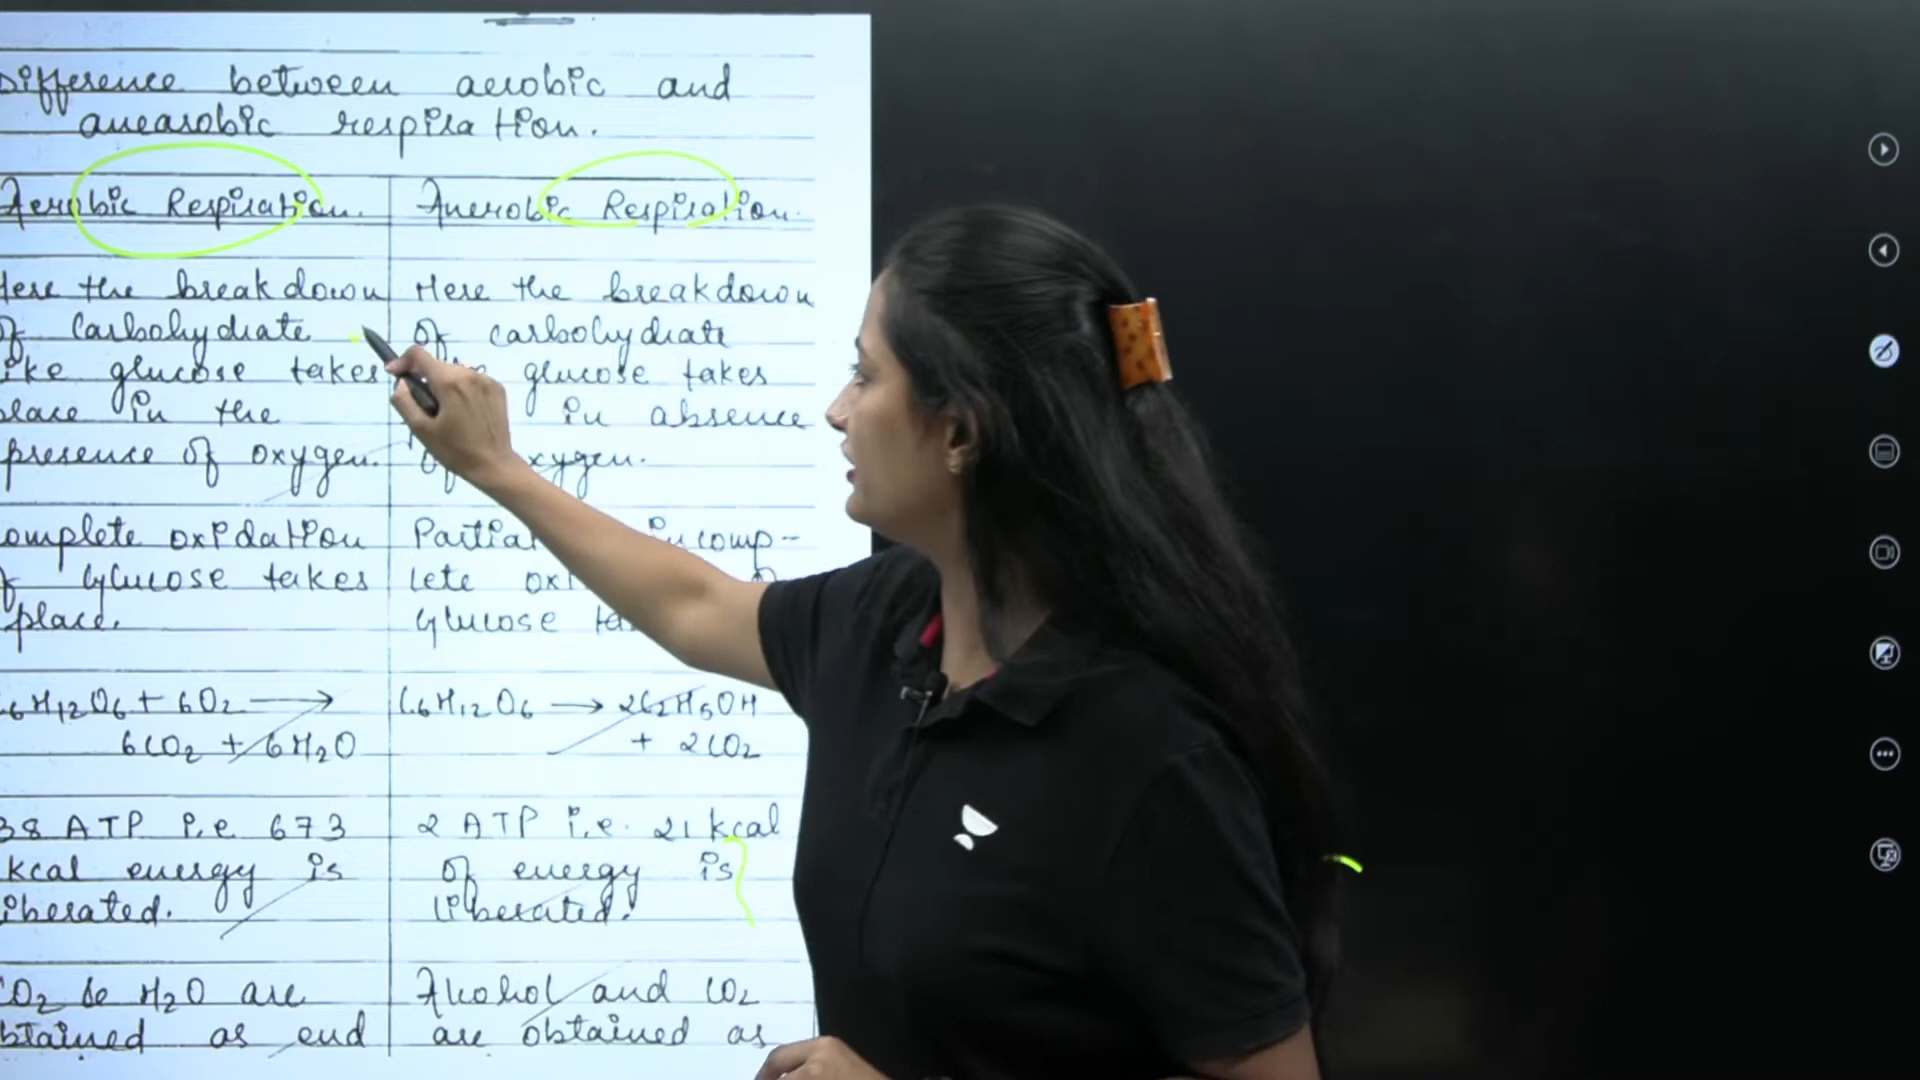 Difference between aerobic and
aneasobic respiration.
Aerobic Respiration.
Here the breakdown
of Carbohydrate
like glucose takes
place in the
presence of oxygen.
Complete oxidation
of Glucose takes
place.
C6H12O6 + 6O2 →
6CO2 + 6H2O
38 ATP i.e 673
kcal energy is
liberated.
CO2 & H2O are
obtained as end
Anerobic Respiration.
Here the breakdown
of carbohydrate
glucose takes
in absence
of oxygen.
Partial incomp-
lete
Glucose
C6H12O6 → 2C2H5OH
+ 2CO2
2 ATP i.e. 21 kcal
of energy is
liberated.
Alcohol and CO2
are obtained as